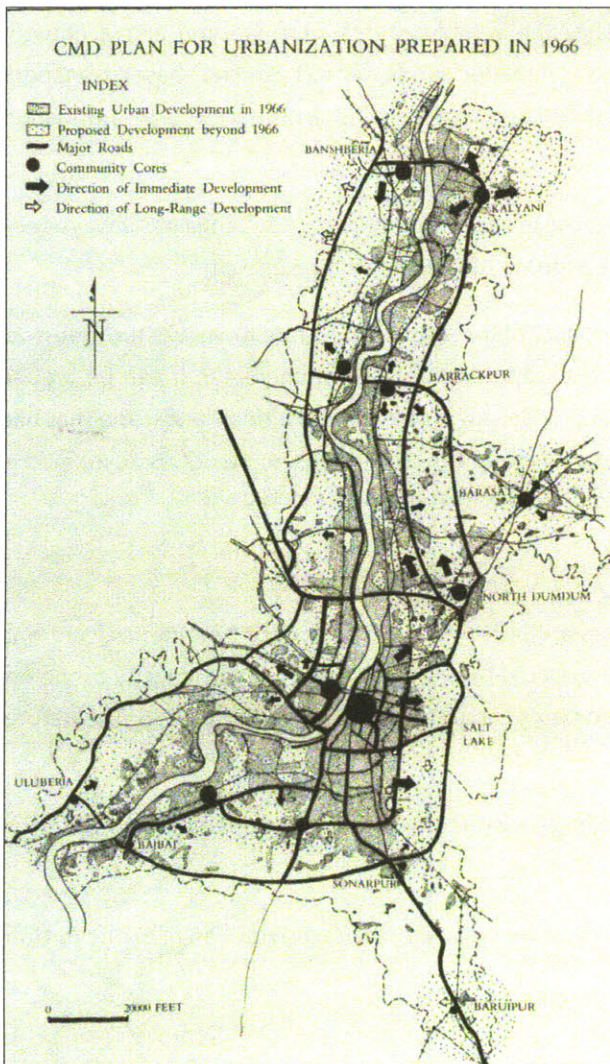 CMD PLAN FOR URBANIZATION PREPARED IN 1966
INDEX
Existing Urban Development in 1966
Proposed Development beyond 1966
Major Roads
Community Cores
Direction of Immediate Development
Direction of Long-Range Development
BANSHBERIA
KALYANI
N
BARRACKPUR
BARASAT
NORTH DUMDUM
SALT
LAKE
ULUBERIA
BAJBAJ
SONARPUR
BARUIPUR
0 20000 FEET